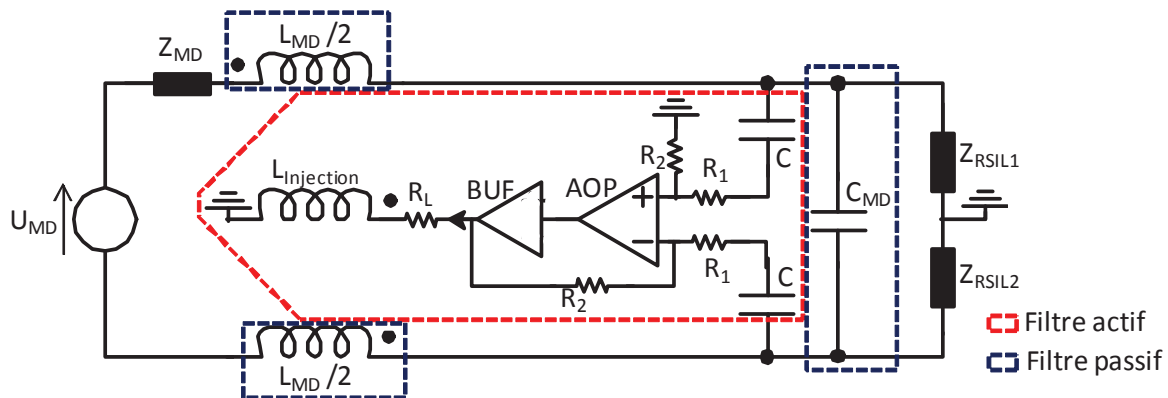 L_MD /2
Z_MD
R_2
C
L_Injection
R_L
BUF
AOP
R_1
Z_RSIL1
C_MD
U_MD
+
−
R_1
C
R_2
Z_RSIL2
L_MD /2
Filtre actif
Filtre passif